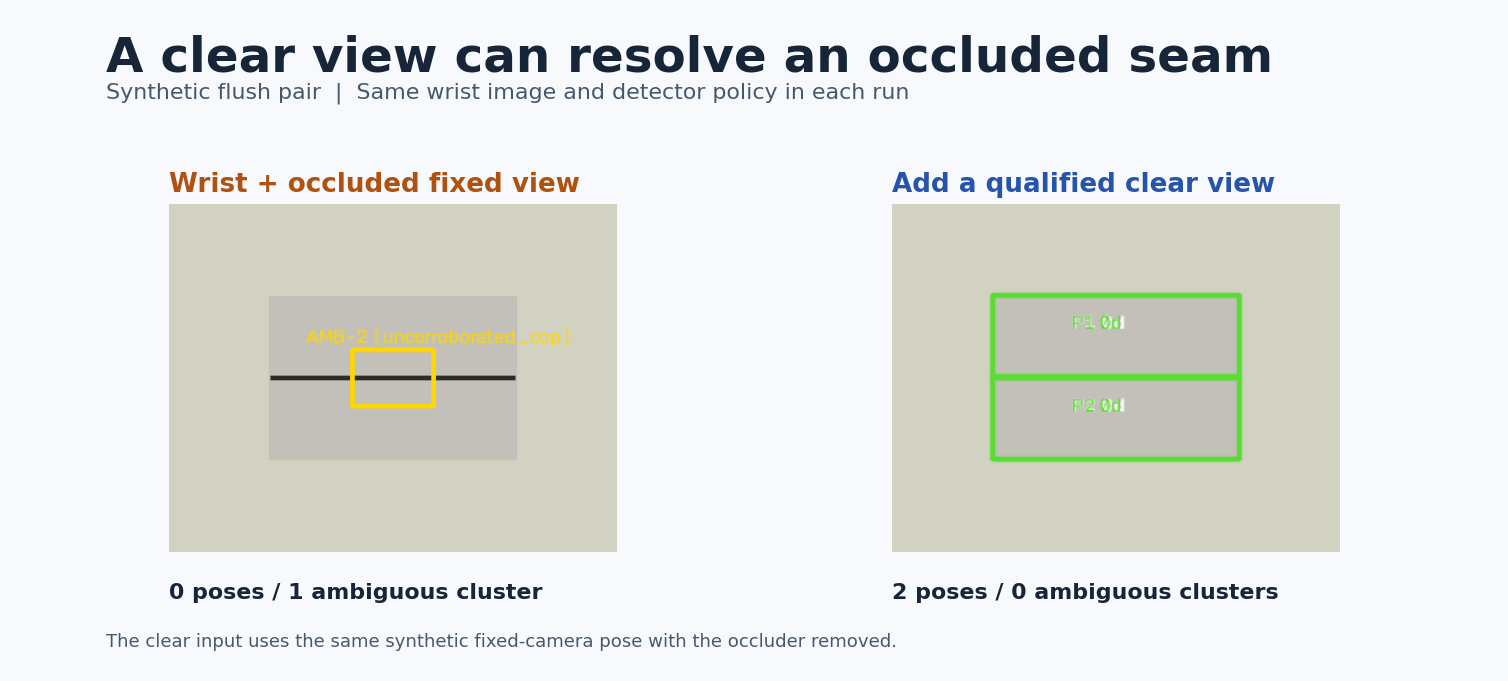 A clear view can resolve an occluded seam
Synthetic flush pair | Same wrist image and detector policy in each run
Wrist + occluded fixed view
Add a qualified clear view
AMB-2 (uncorroborated_cop)
P1 0d
P2 0d
0 poses / 1 ambiguous cluster
2 poses / 0 ambiguous clusters
The clear input uses the same synthetic fixed-camera pose with the occluder removed.